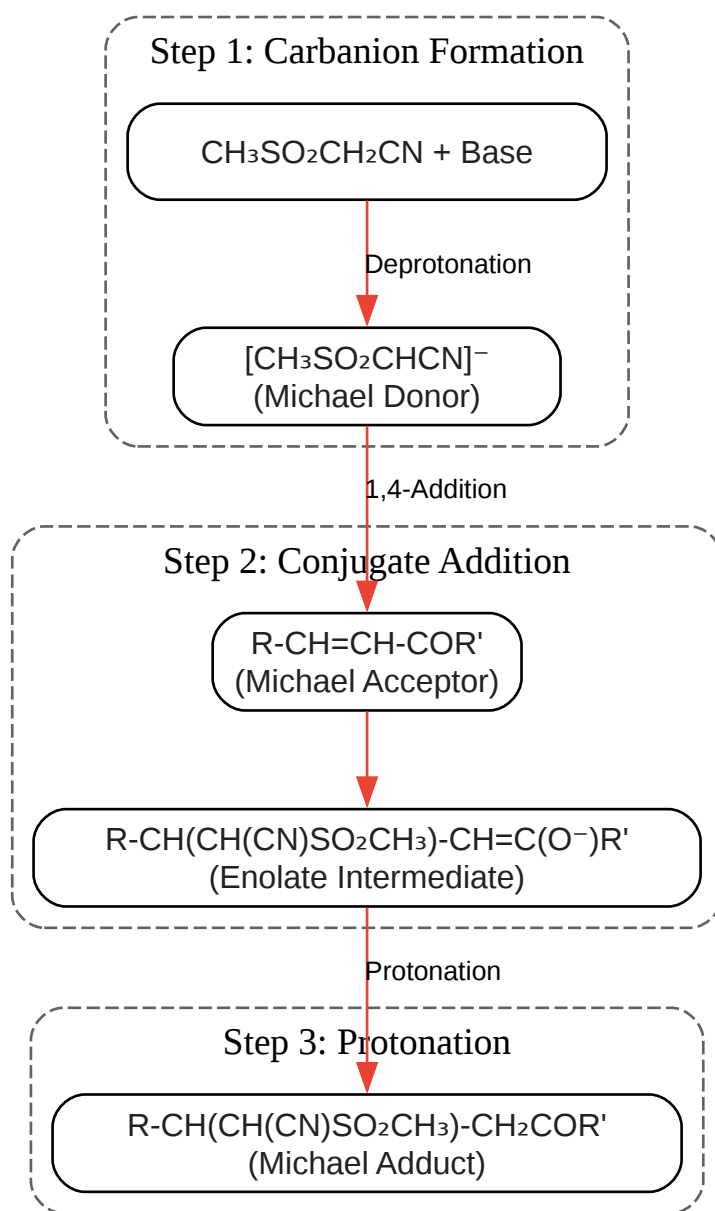 Step 1: Carbanion Formation
CH₃SO₂CH₂CN + Base
Deprotonation
[CH₃SO₂CHCN]⁻
(Michael Donor)
1,4-Addition
Step 2: Conjugate Addition
R-CH=CH-COR'
(Michael Acceptor)
R-CH(CH(CN)SO₂CH₃)-CH=C(O⁻)R'
(Enolate Intermediate)
Protonation
Step 3: Protonation
R-CH(CH(CN)SO₂CH₃)-CH₂COR'
(Michael Adduct)